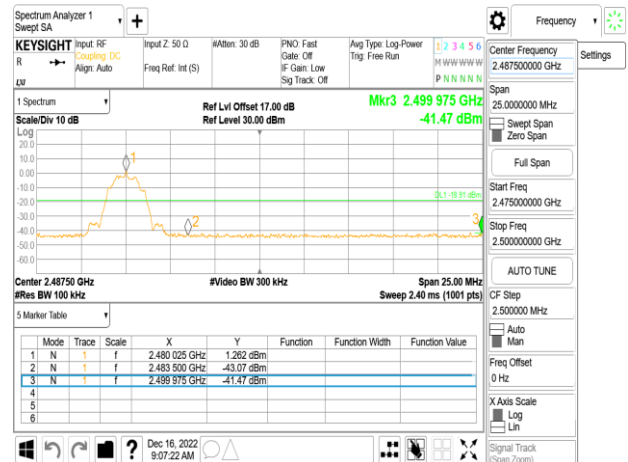 Spectrum Analyzer 1
Swept SA
+
Frequency
KEYSIGHT
R
Input: RF
Coupling: DC
Align: Auto
Input Z: 50 Ω
Freq Ref: Int (S)
#Atten: 30 dB
PNO: Fast
Gate: Off
IF Gain: Low
Sig Track: Off
Avg Type: Log-Power
Trig: Free Run
1 2 3 4 5 6
M W W W W W
P N N N N N
Center Frequency
2.487500000 GHz
Settings
Span
25.0000000 MHz
Swept Span
Zero Span
Full Span
Start Freq
2.475000000 GHz
Stop Freq
2.500000000 GHz
AUTO TUNE
CF Step
2.500000 MHz
Auto
Man
Freq Offset
0 Hz
X Axis Scale
Log
Lin
Signal Track
(Span Zoom)
1 Spectrum
Scale/Div 10 dB
Ref Lvl Offset 17.00 dB
Ref Level 30.00 dBm
Mkr3 2.499 975 GHz
-41.47 dBm
Log
20.0
10.0
0.00
-10.0
-20.0
-30.0
-40.0
-50.0
-60.0
1
2
3
Center 2.48750 GHz
#Res BW 100 kHz
#Video BW 300 kHz
Span 25.00 MHz
Sweep 2.40 ms (1001 pts)
5 Marker Table
Mode Trace Scale X Y Function Function Width Function Value
1 N 1 f 2.480 025 GHz 1.262 dBm
2 N 1 f 2.483 500 GHz -43.07 dBm
3 N 1 f 2.499 975 GHz -41.47 dBm
4
5
6
?
Dec 16, 2022
9:07:22 AM